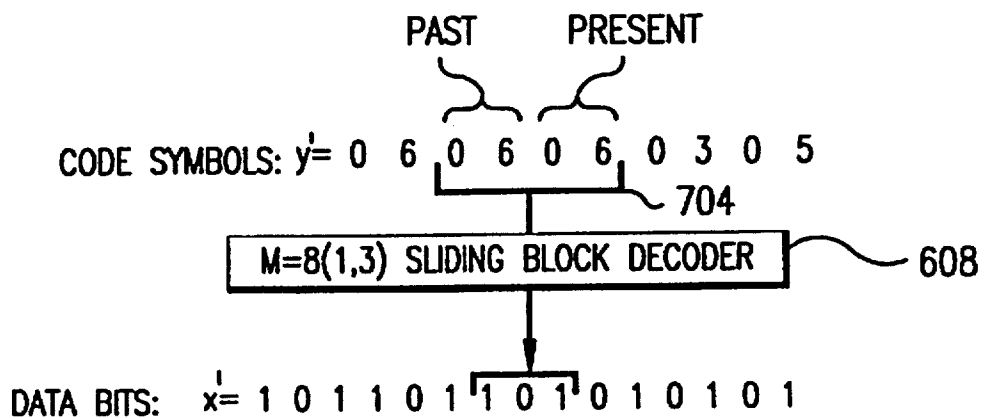 PAST PRESENT
CODE SYMBOLS: y'= 0 6 0 6 0 6 0 3 0 5
704
M=8(1,3) SLIDING BLOCK DECODER
608
DATA BITS: x'= 1 0 1 1 0 1 1 0 1 0 1 0 1 0 1